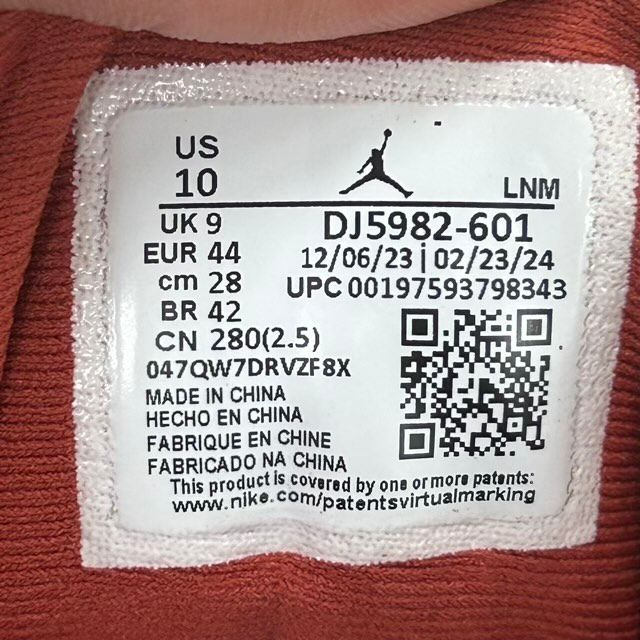 US
10
LNM
UK 9
DJ5982-601
EUR 44
12/06/23 | 02/23/24
cm 28
UPC 00197593798343
BR 42
CN 280(2.5)
047QW7DRVZF8X
MADE IN CHINA
HECHO EN CHINA
FABRIQUE EN CHINE
FABRICADO NA CHINA
This product is covered by one or more patents:
www.nike.com/patentsvirtualmarking